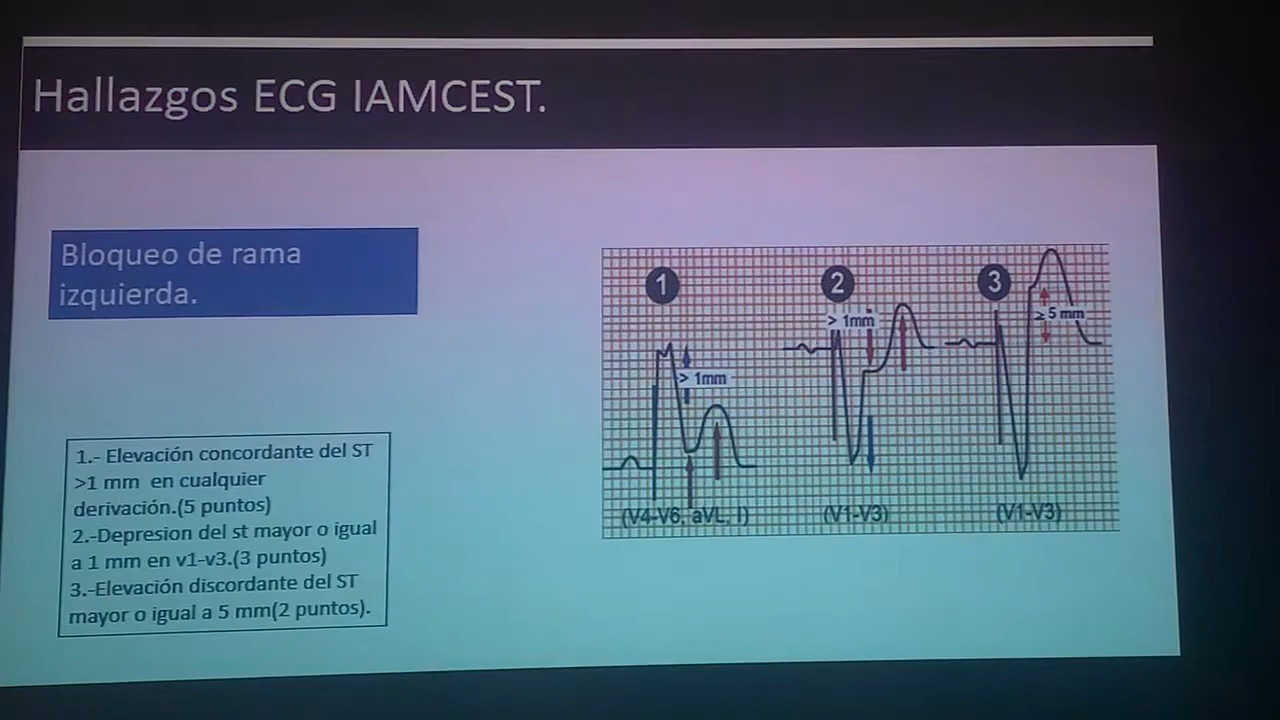 Hallazgos ECG IAMCEST.
Bloqueo de rama
izquierda.
1.- Elevación concordante del ST
>1 mm en cualquier
derivación.(5 puntos)
2.-Depresion del st mayor o igual
a 1 mm en v1-v3.(3 puntos)
3.-Elevación discordante del ST
mayor o igual a 5 mm(2 puntos).
1
> 1mm
(V4-V6, aVL, I)
2
> 1mm
(V1-V3)
3
≥ 5 mm
(V1-V3)